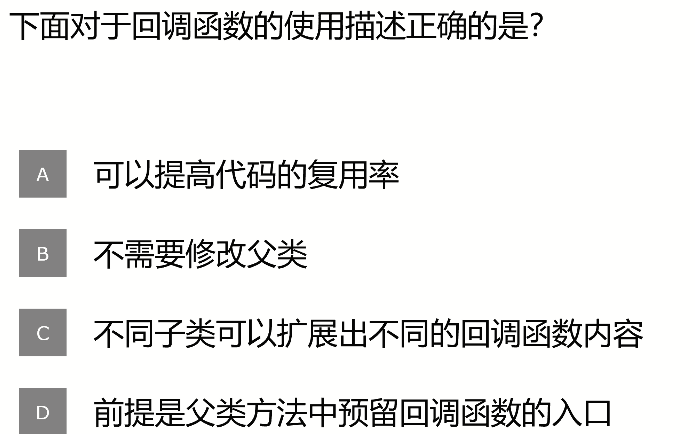 下面对于回调函数的使用描述正确的是?
A 可以提高代码的复用率
B 不需要修改父类
C 不同子类可以扩展出不同的回调函数内容
D 前提是父类方法中预留回调函数的入口